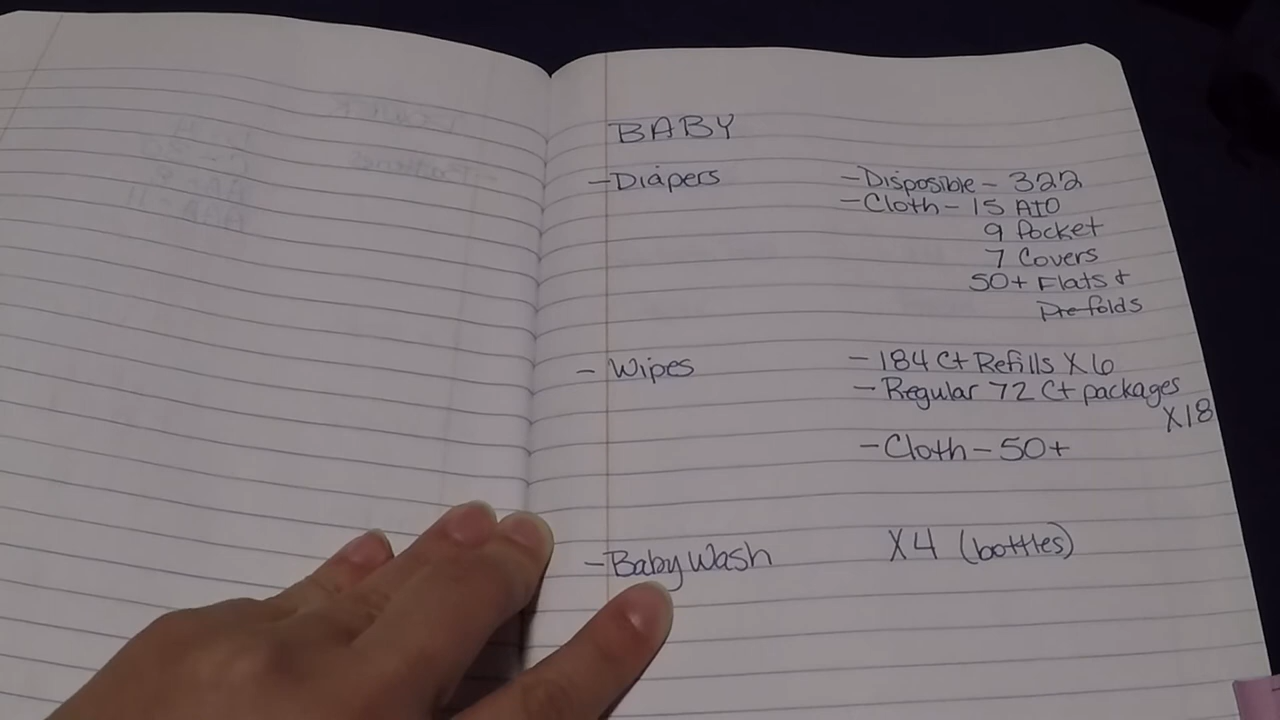 BABY
- Diapers - Disposible - 322
- Cloth - 15 AIO
9 Pocket
7 Covers
50+ Flats &
Prefolds
- Wipes - 184 Ct Refills X 6
- Regular 72 Ct packages
X18
- Cloth - 50+
- Baby Wash X4 (bottles)